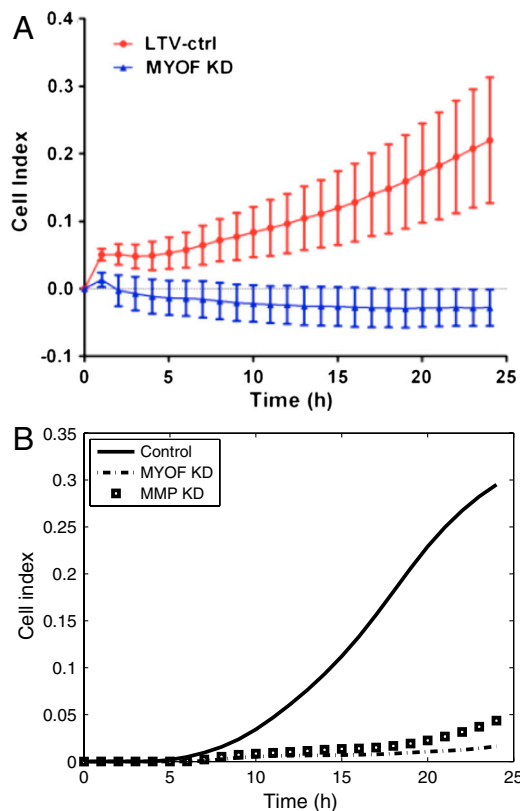 A
LTV-ctrl
MYOF KD
0.4
0.3
0.2
0.1
0.0
-0.1
Cell Index
0 5 10 15 20 25
Time (h)
B
Control
MYOF KD
MMP KD
0.35
0.3
0.25
0.2
0.15
0.1
0.05
0
Cell index
0 5 10 15 20 25
Time (h)